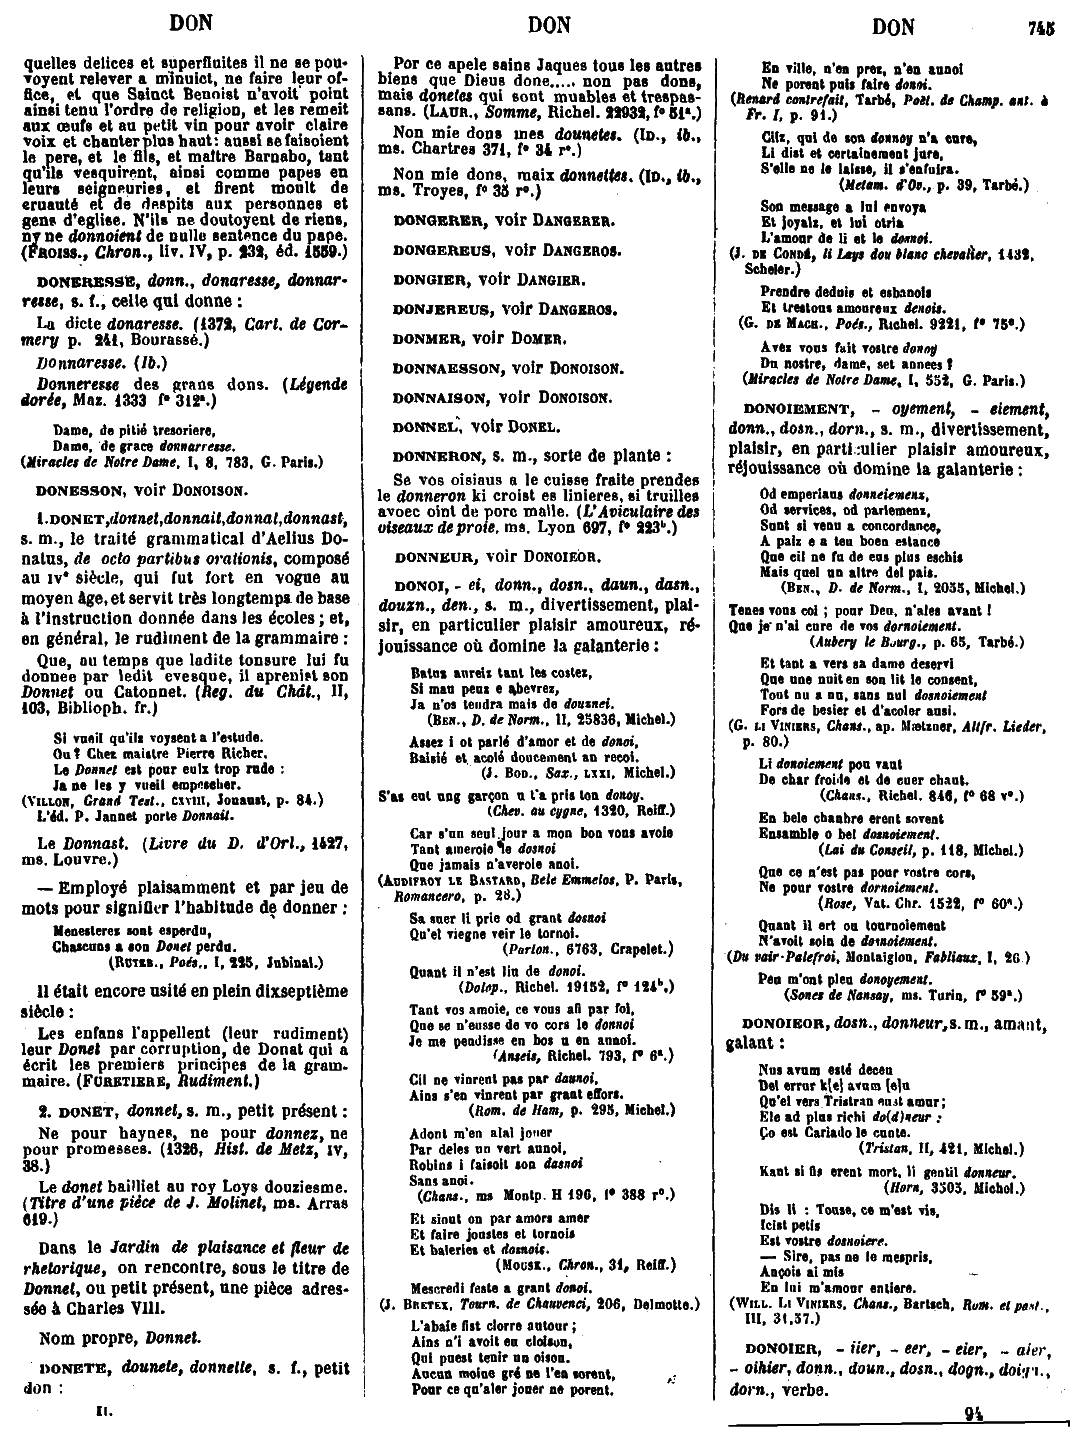 DON
DON
DON
745
quelles delices et superfluites il ne se pou-
voyent relever a minuict, ne faire leur of-
fice, et que Sainct Benoist n'avoit point
ainsi tenu l'ordre de religion, et les remeit
aux œufs et au petit vin pour avoir claire
voix et chanter plus haut: aussi se faisoient
le pere, et le fils, et maître Barnabo, tant
qu'ils vesquirent, ainsi comme papes en
leurs seigneuries, et firent moult de
cruauté et de despits aux personnes et
gens d'eglise. N'ils ne doutoyent de riens,
ny ne donnoient de nulle sentence du pape.
(FROISS., Chron., liv. IV, p. 232, éd. 1559.)
DONERESSE, donn., donaresse, donnar-
resse, s. f., celle qui donne :
La dicte donaresse. (1372, Cart. de Cor-
mery p. 241, Bourassé.)
Donnaresse. (Ib.)
Donneresse des grans dons. (Légende
dorée, Maz. 1333 f° 312ª.)
Dame, de pitié tresoriere,
Dame, de grace donnarresse.
(Miracles de Notre Dame, I, 8, 783, G. Paris.)
DONESSON, voir DONOISON.
1. DONET, donnet, donnait, donnat, donnast,
s. m., le traité grammatical d'Aelius Do-
natus, de octo partibus orationis, composé
au IVe siècle, qui fut fort en vogue au
moyen âge, et servit très longtemps de base
à l'instruction donnée dans les écoles ; et,
en général, le rudiment de la grammaire :
Que, au temps que ladite tonsure lui fu
donnee par ledit evesque, il aprenist son
Donnet ou Catonnet. (Reg. du Chât., II,
103, Biblioph. fr.)
Si vueil qu'ils voysent a l'estude.
Ou ? Chez maistre Pierre Richer.
Le Donnet est pour eulx trop rude :
Ja ne les y vueil empescher.
(VILLON, Grand Test., CXVIII, Jouaust, p. 84.)
L'éd. P. Jannet porte Donnait.
Le Donnast. (Livre du D. d'Orl., 1427,
ms. Louvre.)
— Employé plaisamment et par jeu de
mots pour signifier l'habitude de donner :
Menesterez sont esperdu,
Chascuns a son Donet perdu.
(RUTEB., Poés., I, 225, Jubinal.)
Il était encore usité en plein dixseptième
siècle :
Les enfans l'appellent (leur rudiment)
leur Donet par corruption, de Donat qui a
écrit les premiers principes de la gram-
maire. (FURETIERE, Rudiment.)
2. DONET, donnet, s. m., petit présent :
Ne pour haynes, ne pour donnez, ne
pour promesses. (1326, Hist. de Metz, IV,
38.)
Le donet bailliet au roy Loys douziesme.
(Titre d'une pièce de J. Molinet, ms. Arras
619.)
Dans le Jardin de plaisance et fleur de
rhetorique, on rencontre, sous le titre de
Donnet, ou petit présent, une pièce adres-
sée à Charles VIII.
Nom propre, Donnet.
DONETE, dounete, donnette, s. f., petit
don :
II.
Por ce apele sains Jaques tous les autres
biens que Dieus done..... non pas dons,
mais donetes qui sont muables et trespas-
sans. (LAUR., Somme, Richel. 22932, f° 51ª.)
Non mie dons mes dounetes. (ID., ib.,
ms. Chartres 371, f° 34 r°.)
Non mie dons, maix donnettes. (ID., ib.,
ms. Troyes, f° 35 r°.)
DONGERER, voir DANGERER.
DONGEREUS, voir DANGEROS.
DONGIER, voir DANGIER.
DONJEREUS, voir DANGEROS.
DONMER, voir DOMER.
DONNAESSON, voir DONOISON.
DONNAISON, voir DONOISON.
DONNEL, voir DONEL.
DONNERON, s. m., sorte de plante :
Se vos oisiaus a le cuisse fraite prendes
le donneron ki croist es linieres, si truilles
avoec oint de porc malle. (L'Aviculaire des
oiseaux de proie, ms. Lyon 697, f° 223b.)
DONNEUR, voir DONOIEOR.
DONOI, - ei, donn., dosn., daun., dasn.,
douzn., den., s. m., divertissement, plai-
sir, en particulier plaisir amoureux, ré-
jouissance où domine la galanterie :
Batus aureiz tant les costez,
Si mau peus e abevrez,
Ja n'os tendra mais de douznei.
(BEN., D. de Norm., II, 25836, Michel.)
Assez i ot parlé d'amor et de donoi,
Baisié et acolé doucement an recoi.
(J. BOD., Sax., LXXI, Michel.)
S'as eut ung garçon u t'a pris ton donoy.
(Chev. au cygne, 1320, Reiff.)
Car s'un seul jour a mon bon vous avoie
Tant ameroie le dosnoi
Que jamais n'averoie anoi.
(AUDIFROY LE BASTARD, Bele Emmelos, P. Paris,
Romancero, p. 28.)
Sa suer li prie od grant dosnoi
Qu'el viegne veir le tornoi.
(Parton., 6763, Crapelet.)
Quant il n'est lin de donoi.
(Dolop., Richel. 19152, f° 124b.)
Tant vos amoie, ce vous afi par foi,
Que se n'eusse de vo cors le donnoi
Je me pendisse en bos u en aunoi.
(Anseis, Richel. 793, f° 6ª.)
Cil ne vinrent pas par daunoi,
Ains s'en vinrent par grant effors.
(Rom. de Ham, p. 295, Michel.)
Adont m'en alai jouer
Par deles un vert aunoi,
Robins i faisoit son dasnoi
Sans anoi.
(Chans., ms Montp. H 196, f° 388 r°.)
Et siout on par amors amer
Et faire joustes et tornois
Et baleries et dosnois.
(MOUSK., Chron., 31, Reiff.)
Mescredi feste a grant donoi.
(J. BRETEX, Tourn. de Chauvenci, 206, Delmotte.)
L'abaie fist clorre autour ;
Ains n'i avoit eu cloison,
Qui puest tenir un oison.
Aucun moine gré ne l'en sorent,
Pour ce qu'aler jouer ne porent.
En ville, n'en prez, n'en aunoi
Ne porent puis faire donoi.
(Renard contrefait, Tarbé, Poët. de Champ. ant. à
Fr. I, p. 91.)
Cilz, qui de son donnoy n'a cure,
Li dist et certainement jure,
S'elle ne le laisse, il s'enfuira.
(Metam. d'Ov., p. 39, Tarbé.)
Son message a lui envoya
Et joyalz, et lui otria
L'amour de li et le donnoi.
(J. DE CONDÉ, li Lays dou blanc chevalier, 1432,
Scheler.)
Prendre deduis et esbanois
Et trestous amoureux denois.
(G. DE MACH., Poés., Richel. 9221, f° 75ª.)
Avez vous fait vostre donoy
Du nostre, dame, set annees ?
(Miracles de Notre Dame, I, 552, G. Paris.)
DONOIEMENT, - oyement, - eiement,
donn., dosn., dorn., s. m., divertissement,
plaisir, en particulier plaisir amoureux,
réjouissance où domine la galanterie :
Od emperiaus donneiemenz,
Od services, od parlemenz,
Sunt si venu a concordance,
A paiz e a teu boen estance
Que cil ne fu de eus plus eschis
Mais quel un altre del pais.
(BEN., D. de Norm., I, 2035, Michel.)
Tenes vous coi ; pour Deu, n'ales avant !
Que je n'ai cure de vos dornoiement.
(Aubery le Bourg., p. 65, Tarbé.)
Et tant a vers sa dame deservi
Que une nuit en son lit le consent,
Tout nu a nu, sans nul dosnoiement
Fors de besier et d'acoler ausi.
(G. LI VINIERS, Chans., ap. Mætzner, Altfr. Lieder,
p. 80.)
Li donoiement pou vaut
De char froide et de cuer chaut.
(Chans., Richel. 846, f° 68 v°.)
En bele chanbre erent sovent
Ensamble o bel dosnoiement.
(Lai du Conseil, p. 118, Michel.)
Que ce n'est pas pour vostre cors,
Ne pour vostre dornoiement.
(Rose, Vat. Chr. 1522, f° 60ª.)
Quant il ert ou tournoiement
N'avoit soin de dosnoiement.
(Du vair-Palefroi, Montaiglon, Fabliaux, I, 26.)
Peu m'ont pleu donoyement.
(Sones de Nansay, ms. Turin, f° 59ª.)
DONOIEOR, dosn., donneur, s. m., amant,
galant :
Nus avum esté deceu
Del errur k[e] avum [e]u
Qu'el vers Tristran eust amur;
Ele ad plus richi do(d)neur :
Ço est Cariado le cunte.
(Tristan, II, 421, Michel.)
Kant si fis erent mort, li gentil donneur.
(Horn, 3505, Michel.)
Dis li : Touse, ce m'est vis,
Icist petis
Est vostre dosnoiere.
— Sire, pas ne le mespris,
Ançois ai mis
En lui m'amour entiere.
(WILL. LI VINIERS, Chans., Bartsch, Rom. et past.,
III, 31,37.)
DONOIER, - iier, - eer, - eier, - aier,
- oihier, donn., doun., dosn., dogn., doign.,
dorn., verbe.
94